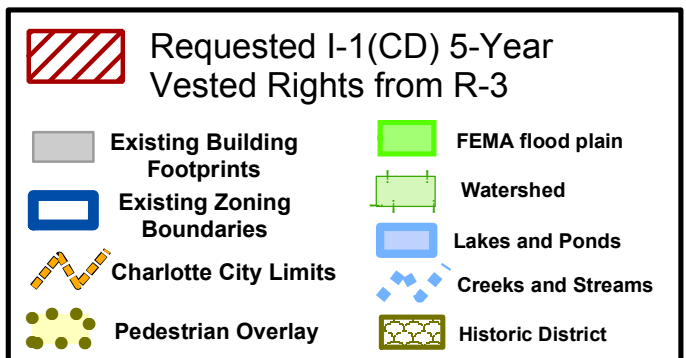 Requested I-1(CD) 5-Year
Vested Rights from R-3
Existing Building
Footprints
Existing Zoning
Boundaries
Charlotte City Limits
Pedestrian Overlay
FEMA flood plain
Watershed
Lakes and Ponds
Creeks and Streams
Historic District